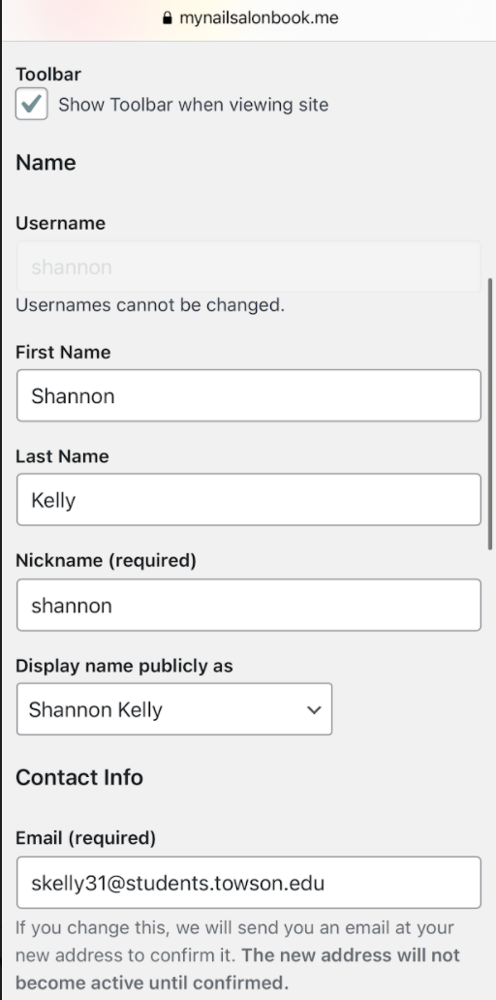 mynailsalonbook.me
Toolbar
Show Toolbar when viewing site
Name
Username
shannon
Usernames cannot be changed.
First Name
Shannon
Last Name
Kelly
Nickname (required)
shannon
Display name publicly as
Shannon Kelly
Contact Info
Email (required)
skelly31@students.towson.edu
If you change this, we will send you an email at your
new address to confirm it. The new address will not
become active until confirmed.